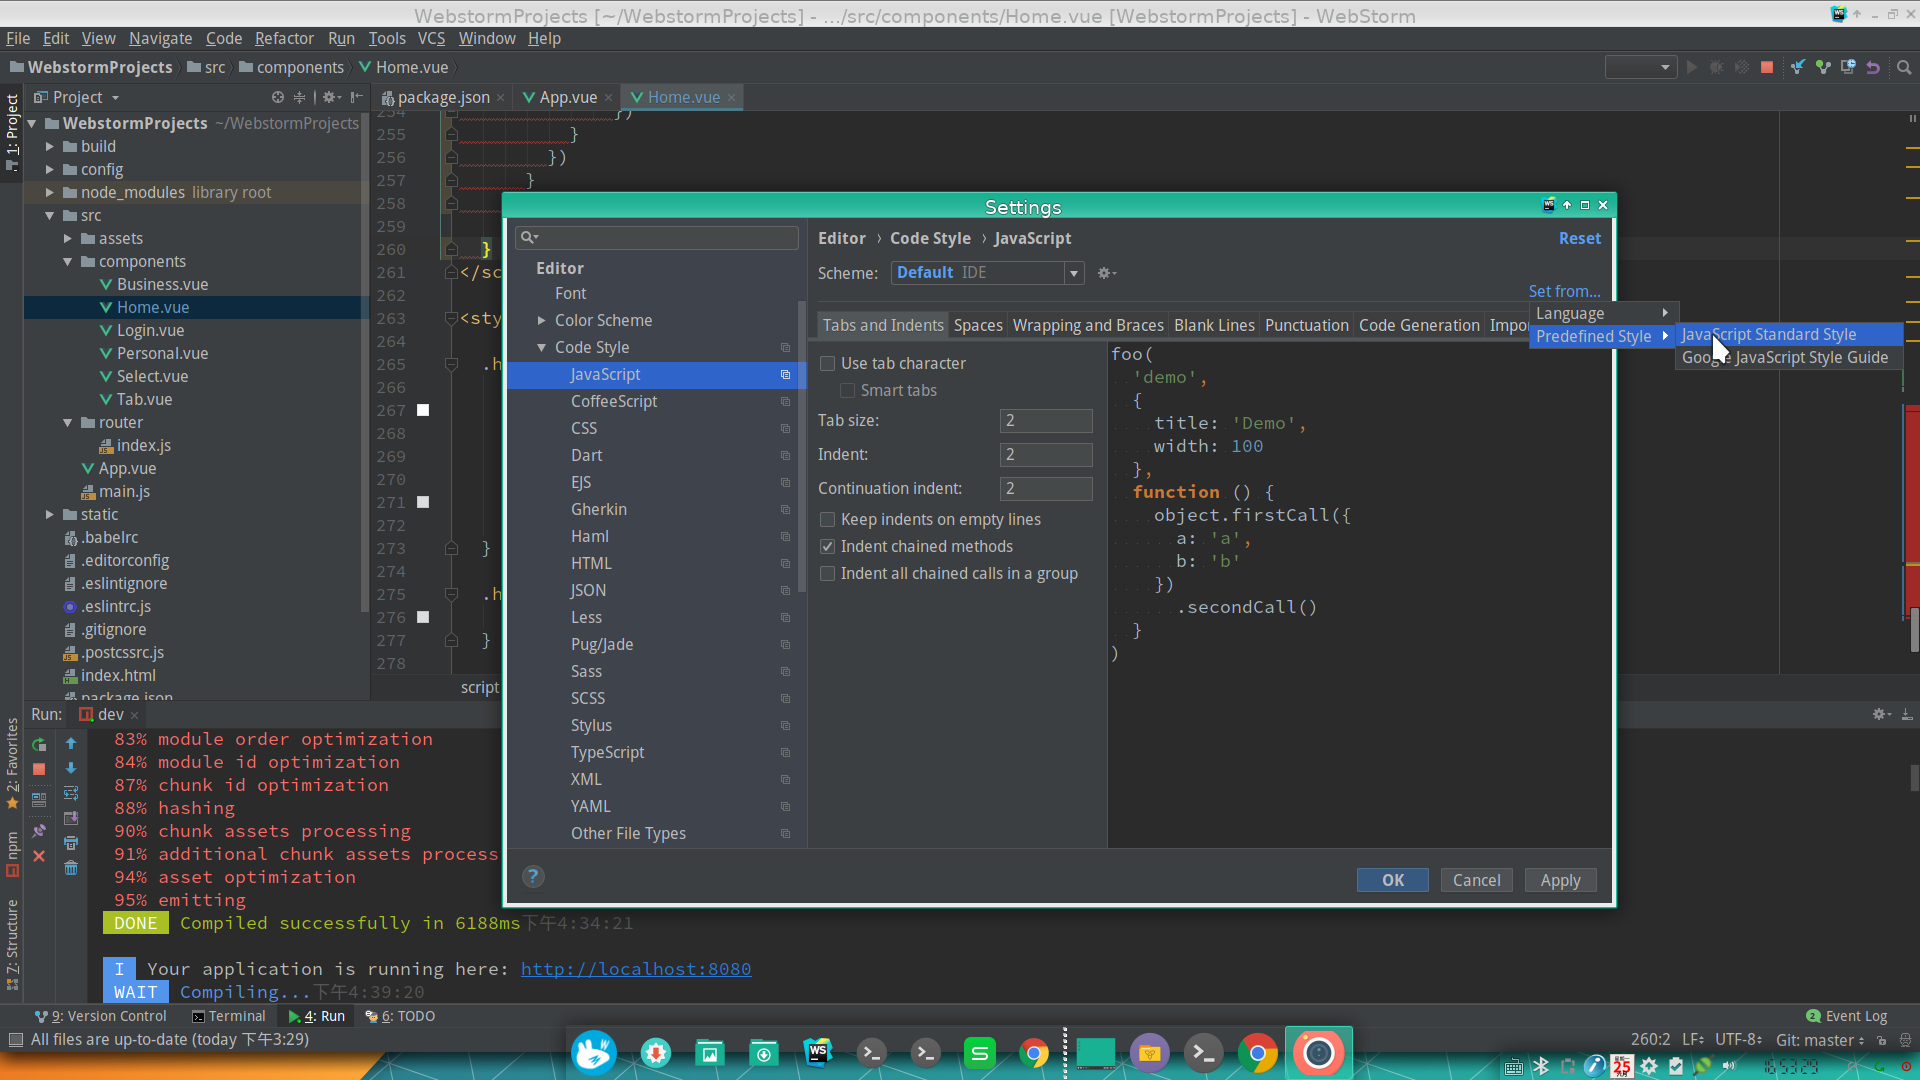 WebstormProjects [~/WebstormProjects] - .../src/components/Home.vue [WebstormProjects] - WebStorm
File Edit View Navigate Code Refactor Run Tools VCS Window Help
WebstormProjects src components Home.vue
1: Project
Project
package.json App.vue Home.vue
WebstormProjects ~/WebstormProjects
build
config
node_modules library root
src
assets
components
Business.vue
Home.vue
Login.vue
Personal.vue
Select.vue
Tab.vue
router
index.js
App.vue
main.js
static
.babelrc
.editorconfig
.eslintignore
.eslintrc.js
.gitignore
.postcssrc.js
index.html
package.json
254 })
255 }
256 })
257 }
258
259
260 }
261 </sc
262
263 <sty
264
265 .h
266
267
268
269
270
271
272
273 }
274
275 .h
276
277 }
278
script
Settings
Editor
Font
Color Scheme
Code Style
JavaScript
CoffeeScript
CSS
Dart
EJS
Gherkin
Haml
HTML
JSON
Less
Pug/Jade
Sass
SCSS
Stylus
TypeScript
XML
YAML
Other File Types
Editor › Code Style › JavaScript
Reset
Scheme: Default IDE
Set from...
Language
Predefined Style
JavaScript Standard Style
Google JavaScript Style Guide
Tabs and Indents Spaces Wrapping and Braces Blank Lines Punctuation Code Generation Impo
Use tab character
Smart tabs
Tab size: 2
Indent: 2
Continuation indent: 2
Keep indents on empty lines
Indent chained methods
Indent all chained calls in a group
foo(
'demo',
{
title: 'Demo',
width: 100
},
function () {
object.firstCall({
a: 'a',
b: 'b'
})
.secondCall()
}
)
?
OK Cancel Apply
Run: dev
2: Favorites
npm
7: Structure
83% module order optimization
84% module id optimization
87% chunk id optimization
88% hashing
90% chunk assets processing
91% additional chunk assets process
94% asset optimization
95% emitting
DONE Compiled successfully in 6188ms下午4:34:21
I Your application is running here: http://localhost:8080
WAIT Compiling...下午4:39:20
9: Version Control Terminal 4: Run 6: TODO
2 Event Log
All files are up-to-date (today 下午3:29)
260:2 LF÷ UTF-8÷ Git: master÷
WS
S
25
16:53:29